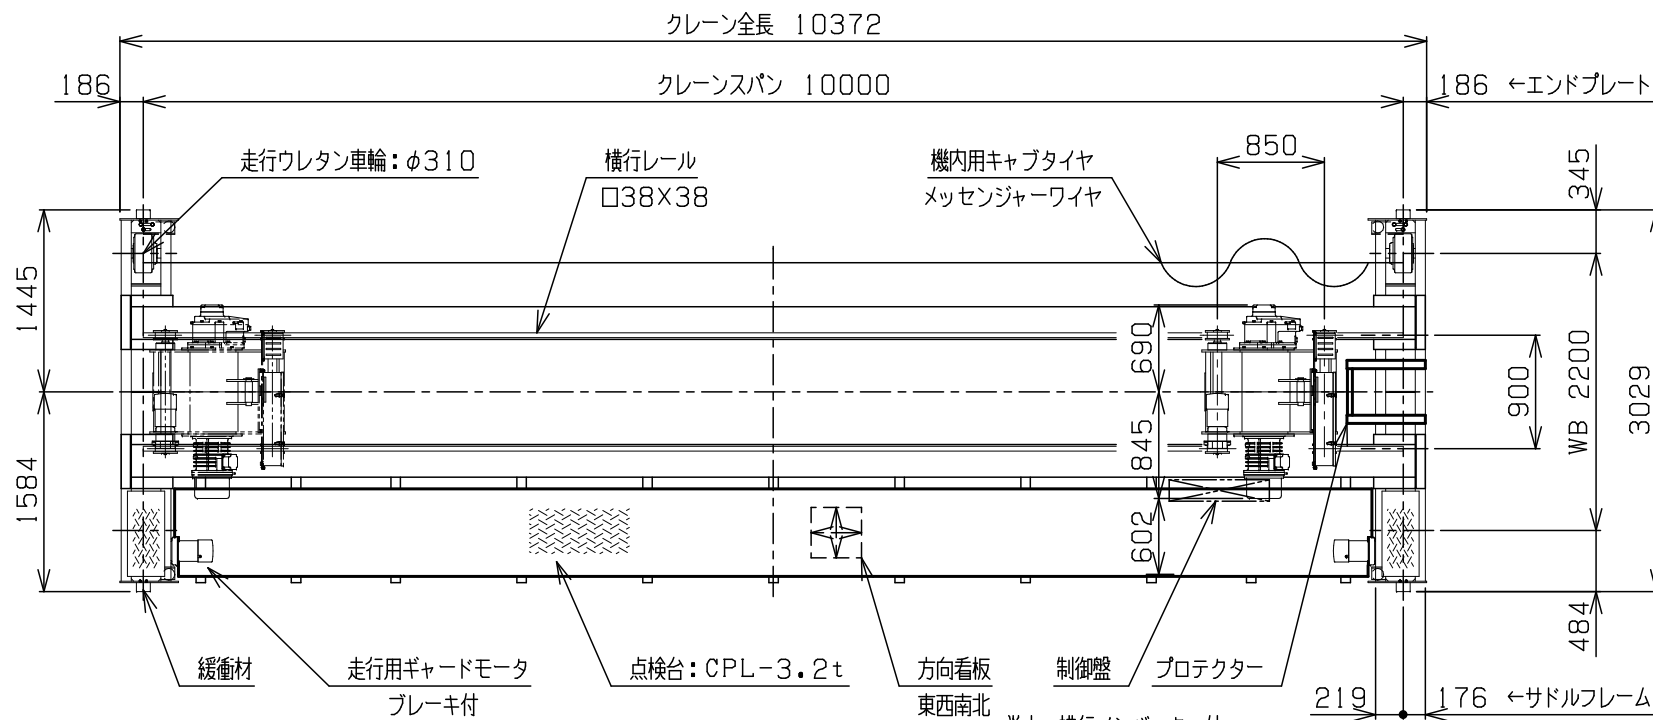 クレーン全長 10372
186
クレーンスパン 10000
186 ←エンドプレート
走行ウレタン車輪：φ310
横行レール
□38×38
機内用キャブタイヤ
メッセンジャーワイヤ
850
345
1445
690
900
WB 2200
3029
1584
845
602
484
緩衝材
走行用ギャードモータ
ブレーキ付
点検台：CPL-3.2t
方向看板
東西南北
制御盤
プロテクター
219
176 ←サドルフレーム